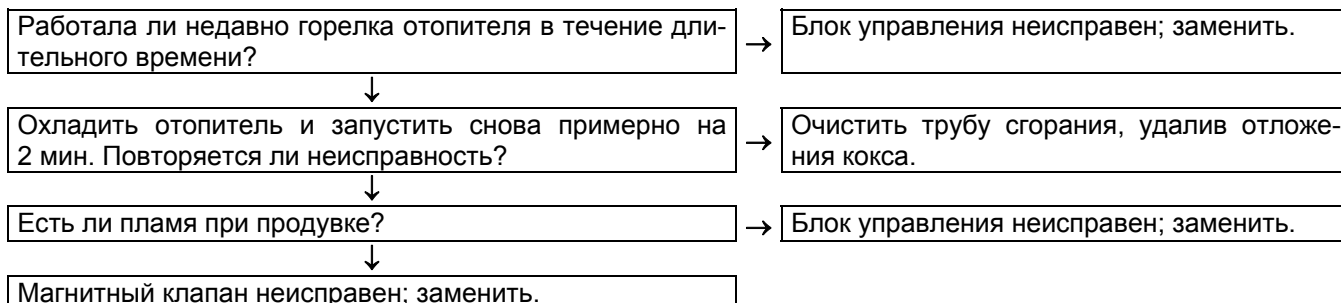 Работала ли недавно горелка отопителя в течение дли-
тельного времени?
→
Блок управления неисправен; заменить.
↓
Охладить отопитель и запустить снова примерно на
2 мин. Повторяется ли неисправность?
→
Очистить трубу сгорания, удалив отложе-
ния кокса.
↓
Есть ли пламя при продувке?
→
Блок управления неисправен; заменить.
↓
Магнитный клапан неисправен; заменить.